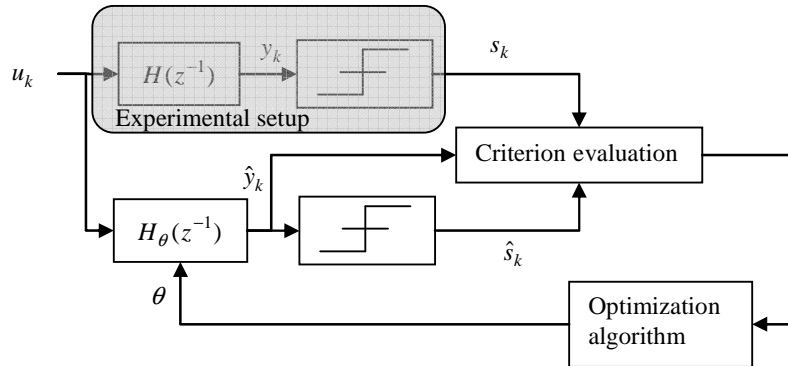 u_k
H(z^{-1})
y_k
s_k
Experimental setup
Criterion evaluation
ŷ_k
H_θ(z^{-1})
ŝ_k
θ
Optimization
algorithm